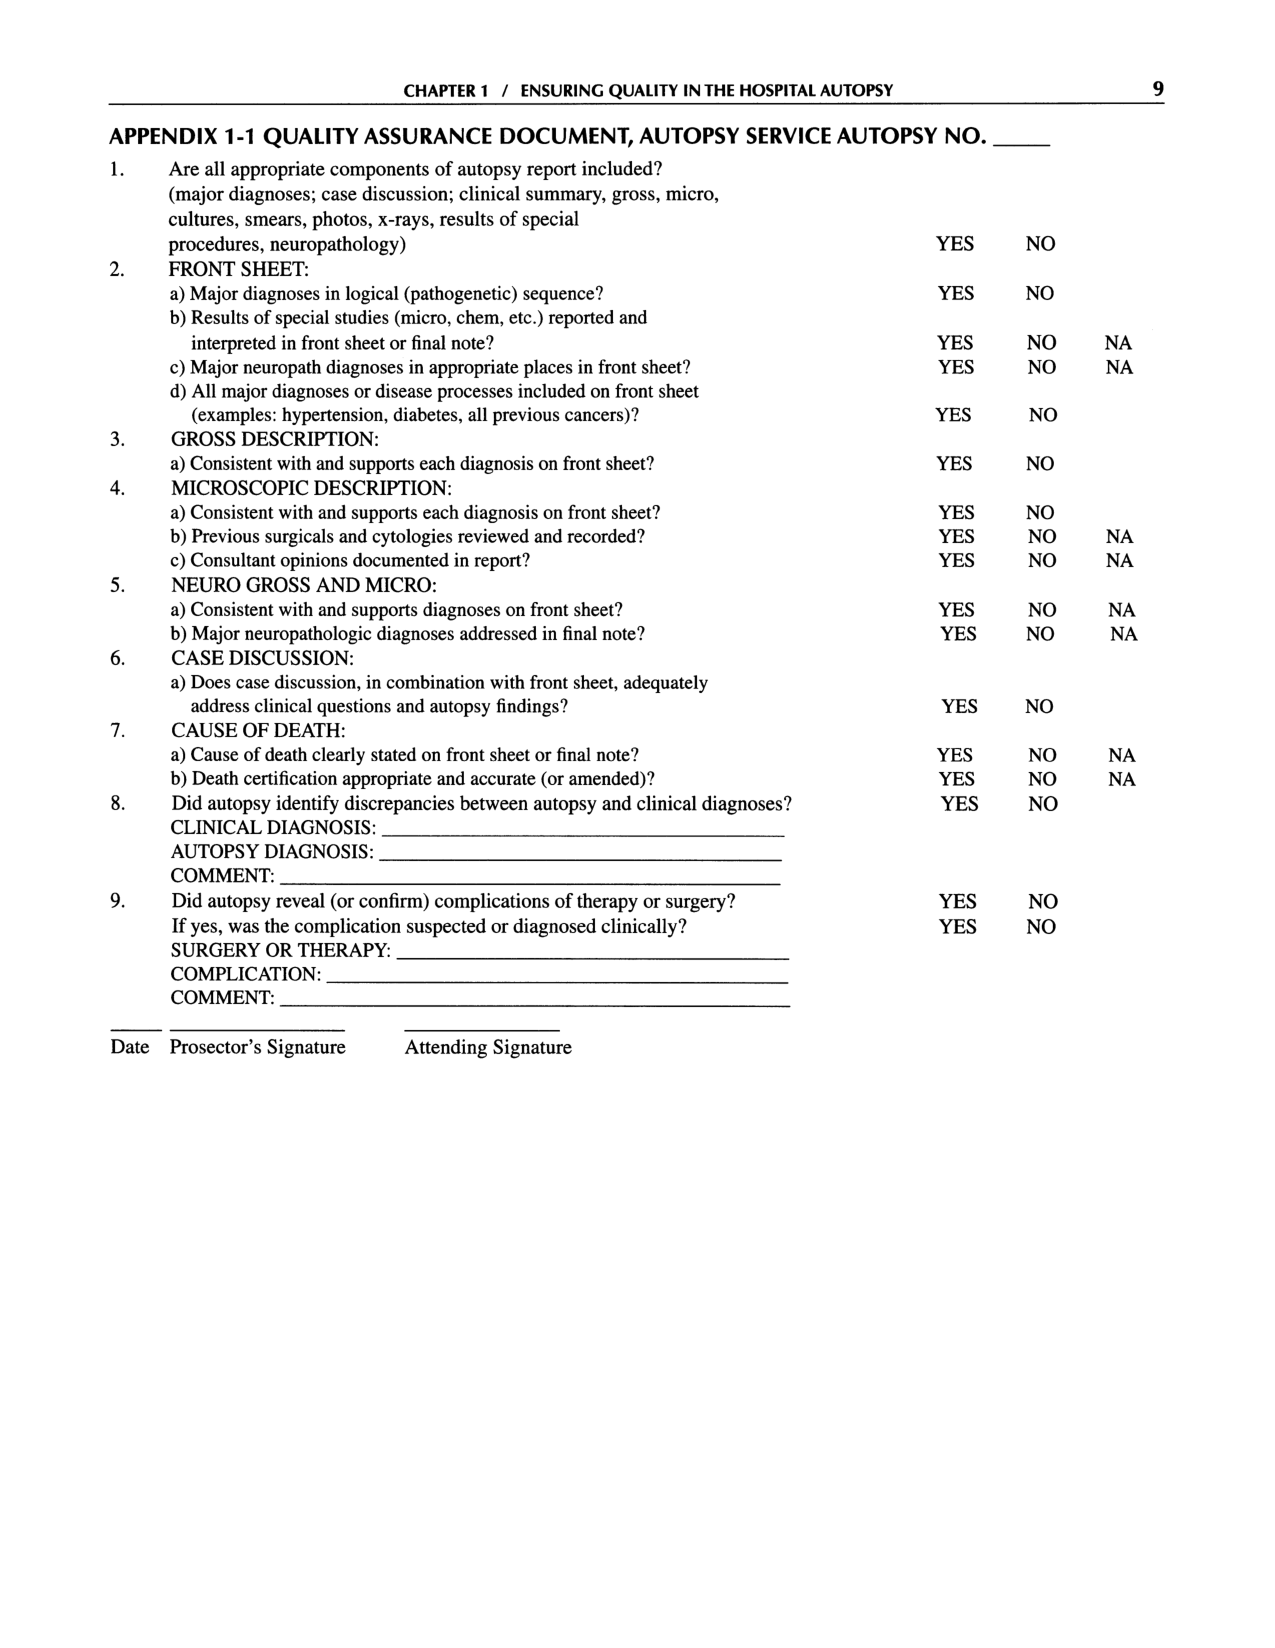 CHAPTER 1 / ENSURING QUALITY IN THE HOSPITAL AUTOPSY 9
APPENDIX 1-1 QUALITY ASSURANCE DOCUMENT, AUTOPSY SERVICE AUTOPSY NO. _____
1. Are all appropriate components of autopsy report included?
(major diagnoses; case discussion; clinical summary, gross, micro,
cultures, smears, photos, x-rays, results of special
procedures, neuropathology) YES NO
2. FRONT SHEET:
a) Major diagnoses in logical (pathogenetic) sequence? YES NO
b) Results of special studies (micro, chem, etc.) reported and
interpreted in front sheet or final note? YES NO NA
c) Major neuropath diagnoses in appropriate places in front sheet? YES NO NA
d) All major diagnoses or disease processes included on front sheet
(examples: hypertension, diabetes, all previous cancers)? YES NO
3. GROSS DESCRIPTION:
a) Consistent with and supports each diagnosis on front sheet? YES NO
4. MICROSCOPIC DESCRIPTION:
a) Consistent with and supports each diagnosis on front sheet? YES NO
b) Previous surgicals and cytologies reviewed and recorded? YES NO NA
c) Consultant opinions documented in report? YES NO NA
5. NEURO GROSS AND MICRO:
a) Consistent with and supports diagnoses on front sheet? YES NO NA
b) Major neuropathologic diagnoses addressed in final note? YES NO NA
6. CASE DISCUSSION:
a) Does case discussion, in combination with front sheet, adequately
address clinical questions and autopsy findings? YES NO
7. CAUSE OF DEATH:
a) Cause of death clearly stated on front sheet or final note? YES NO NA
b) Death certification appropriate and accurate (or amended)? YES NO NA
8. Did autopsy identify discrepancies between autopsy and clinical diagnoses? YES NO
CLINICAL DIAGNOSIS: _____
AUTOPSY DIAGNOSIS: _____
COMMENT: _____
9. Did autopsy reveal (or confirm) complications of therapy or surgery? YES NO
If yes, was the complication suspected or diagnosed clinically? YES NO
SURGERY OR THERAPY: _____
COMPLICATION: _____
COMMENT: _____
Date Prosector's Signature Attending Signature